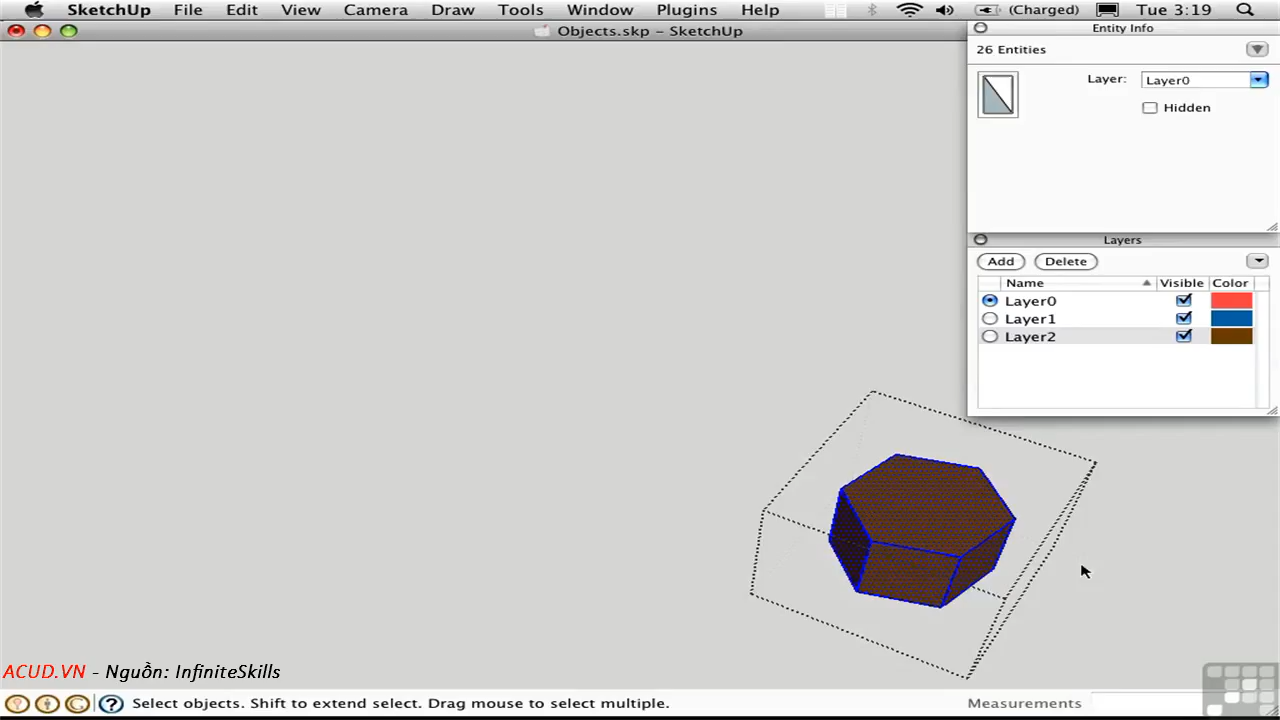 SketchUp File Edit View Camera Draw Tools Window Plugins Help (Charged) Tue 3:19
Objects.skp – SketchUp
Entity Info
26 Entities
Layer: Layer0
Hidden
Layers
Add Delete
Name Visible Color
Layer0
Layer1
Layer2
ACUD.VN - Nguồn: InfiniteSkills
Select objects. Shift to extend select. Drag mouse to select multiple. Measurements